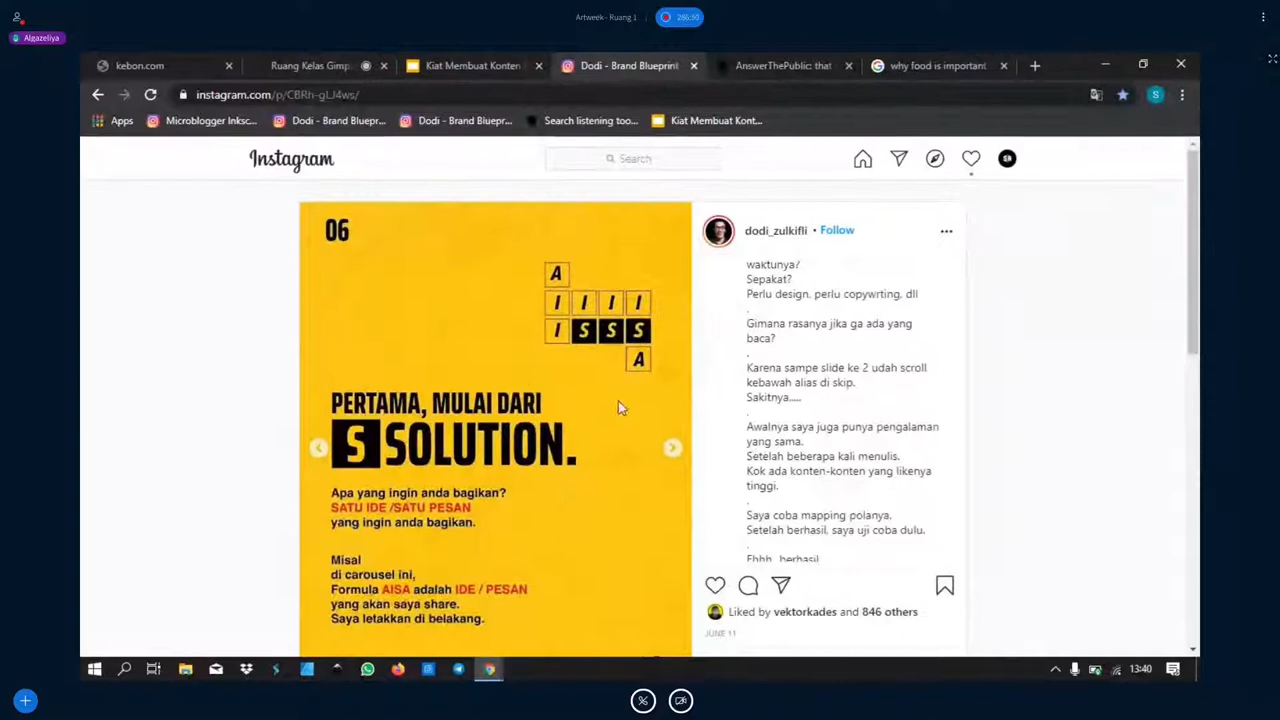 Artweek - Ruang 1
Algazeliya
kebon.com
Ruang Kelas Gimp
Kiat Membuat Konten
Dodi - Brand Blueprint
AnswerThePublic: that
why food is important
instagram.com/p/CBRh-gLJ4ws/
S
Apps
Microblogger Inksc...
Dodi - Brand Bluepr...
Dodi - Brand Bluepr...
Search listening too...
Kiat Membuat Kont...
Instagram
Search
06
A
I I I I
I S S S
A
PERTAMA, MULAI DARI
S SOLUTION.
Apa yang ingin anda bagikan?
SATU IDE /SATU PESAN
yang ingin anda bagikan.
Misal
di carousel ini,
Formula AISA adalah IDE / PESAN
yang akan saya share.
Saya letakkan di belakang.
dodi_zulkifli • Follow
waktunya?
Sepakat?
Perlu design, perlu copywrting, dll
.
Gimana rasanya jika ga ada yang
baca?
.
Karena sampe slide ke 2 udah scroll
kebawah alias di skip.
Sakitnya.....
.
Awalnya saya juga punya pengalaman
yang sama.
Setelah beberapa kali menulis.
Kok ada konten-konten yang likenya
tinggi.
.
Saya coba mapping polanya.
Setelah berhasil, saya uji coba dulu.
.
Ehhh berhasil
Liked by vektorkades and 846 others
JUNE 11
13:40